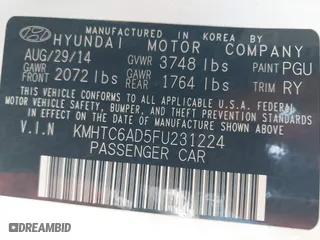 MANUFACTURED IN KOREA BY
HYUNDAI MOTOR COMPANY
AUG/29/14 GVWR 3748 lbs PAINT PGU
GAWR FRONT 2072 lbs GAWR REAR 1764 lbs TRIM RY
THIS VEHICLE CONFORMS TO ALL APPLICABLE U.S.A. FEDERAL
MOTOR VEHICLE SAFETY, BUMPER, AND THEFT PREVENTION
STANDARDS IN EFFECT ON THE DATE OF MANUFACTURE SHOWN ABOVE.
V.I.N KMHTC6AD5FU231224
PASSENGER CAR
DREAMBID